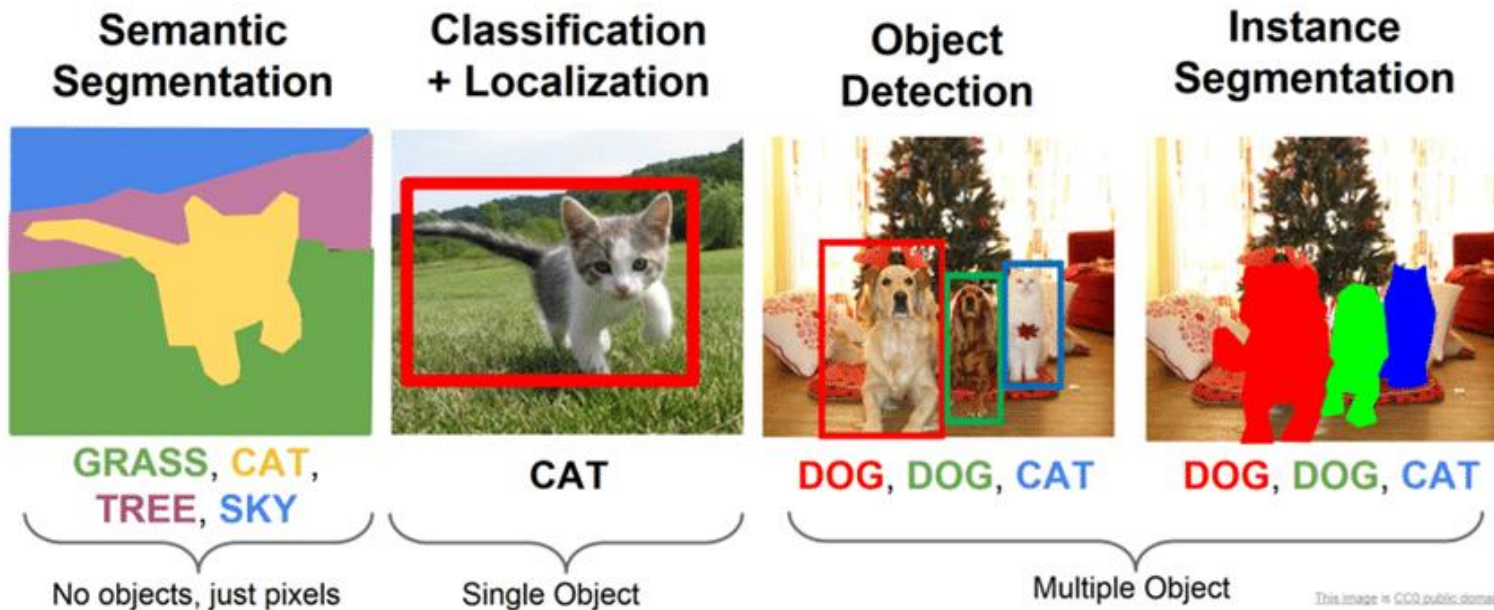 Semantic
Segmentation
Classification
+ Localization
Object
Detection
Instance
Segmentation
GRASS, CAT,
TREE, SKY
CAT
DOG, DOG, CAT
DOG, DOG, CAT
No objects, just pixels
Single Object
Multiple Object
This image is CC0 public domai